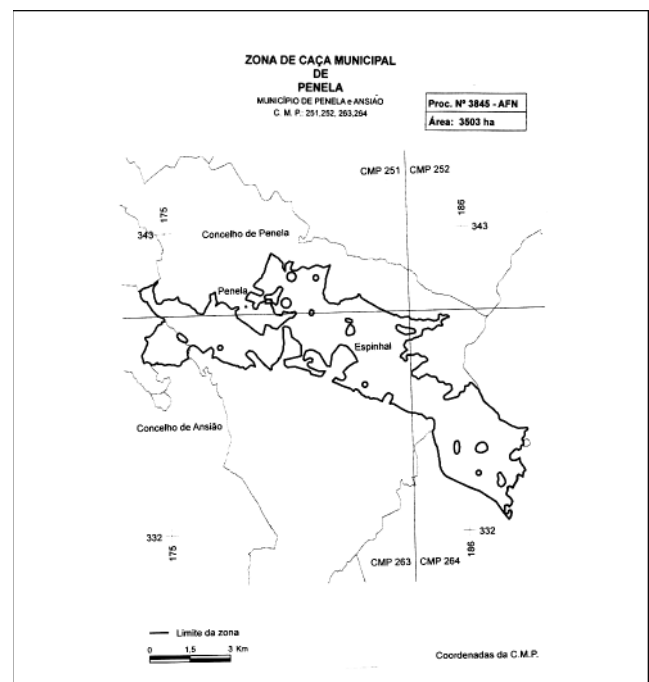 ZONA DE CAÇA MUNICIPAL
DE
PENELA
MUNICÍPIO DE PENELA e ANSIÃO
C. M. P.: 251,252, 263,264
Proc. Nº 3845 - AFN
Área: 3503 ha
CMP 251 CMP 252
175
186
343
343
Concelho de Penela
Penela
Espinhal
Concelho de Ansião
332
332
175
186
CMP 263 CMP 264
Limite da zona
0 1,5 3 Km
Coordenadas da C.M.P.